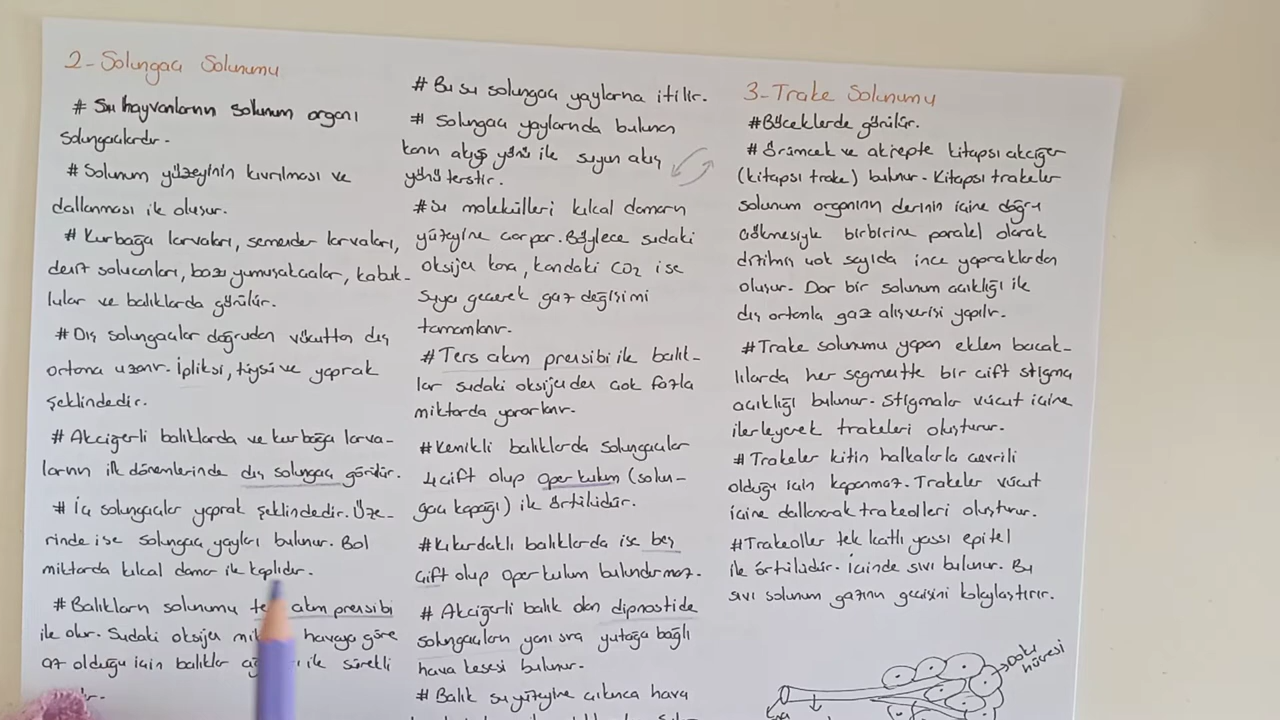 2- Solungaç Solunumu
# Su hayvanlarının solunum organı
solungaçlardır.
# Solunum yüzeyinin kıvrılması ve
dallanması ile oluşur.
# Kurbağa larvaları, semender larvaları,
deniz solucanları, bazı yumuşakçalar, kabuk-
lular ve balıklarda görülür.
# Dış solungaçlar doğrudan vücuttan dış
ortama uzanır. İpliksi, tüysü ve yaprak
şeklindedir.
# Akciğerli balıklarda ve kurbağa larva-
larının ilk dönemlerinde dış solungaç görülür.
# İç solungaçlar yaprak şeklindedir. Üze-
rinde ise solungaç yayları bulunur. Bol
miktarda kılcal damar ile kaplıdır.
# Balıkların solunumu akım prensibi
ile olur. Sudaki oksijen havaya göre
az olduğu için balıklar ile sürekli
# Bu su solungaç yaylarına itilir.
# Solungaç yaylarında bulunan
kanın akış yönü ile suyun akış
yönü terstir.
# Su molekülleri kılcal damarın
yüzeyine çarpar. Böylece sudaki
oksijen kana, kandaki CO2 ise
suya geçerek gaz değişimi
tamamlanır.
# Ters akım prensibi ile balık-
lar sudaki oksijenden çok fazla
miktarda yararlanır.
# Kemikli balıklarda solungaçlar
4 çift olup operkulum (solun-
gaç kapağı) ile örtülüdür.
# Kıkırdaklı balıklarda ise beş
çift olup operkulum bulundurmaz.
# Akciğerli balık olan dipnoiste
solungaçların yanı sıra yutağa bağlı
hava kesesi bulunur.
# Balık su yüzeyine çıkınca hava
3- Trake Solunumu
# Böceklerde görülür.
# Örümcek ve akrepte kitapsı akciğer
(kitapsı trake) bulunur. Kitapsı trakeler
solunum organının derinin içine doğru
çökmesiyle birbirine paralel olarak
dizilmiş çok sayıda ince yapraklardan
oluşur. Dar bir solunum açıklığı ile
dış ortamla gaz alışverişi yapılır.
# Trake solunumu yapan eklem bacak-
lılarda her segmentte bir çift stigma
açıklığı bulunur. Stigmalar vücut içine
ilerleyerek trakeleri oluşturur.
# Trakeler kitin halkalarla çevrili
olduğu için kapanmaz. Trakeler vücut
içine dallanarak trakeolleri oluşturur.
# Trakeoller tek katlı yassı epitel
ile örtülüdür. İçinde sıvı bulunur. Bu
sıvı solunum gazının geçişini kolaylaştırır.
Doku
hücresi